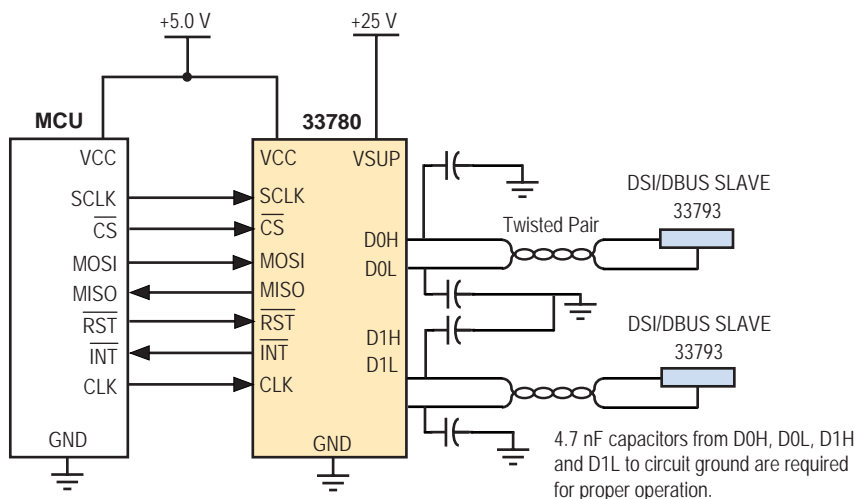 +5.0 V
+25 V
MCU
33780
VCC
VCC
VSUP
SCLK
SCLK
CS
CS
MOSI
MOSI
MISO
MISO
RST
RST
INT
INT
CLK
CLK
GND
GND
D0H
D0L
D1H
D1L
Twisted Pair
DSI/DBUS SLAVE
33793
DSI/DBUS SLAVE
33793
4.7 nF capacitors from D0H, D0L, D1H
and D1L to circuit ground are required
for proper operation.